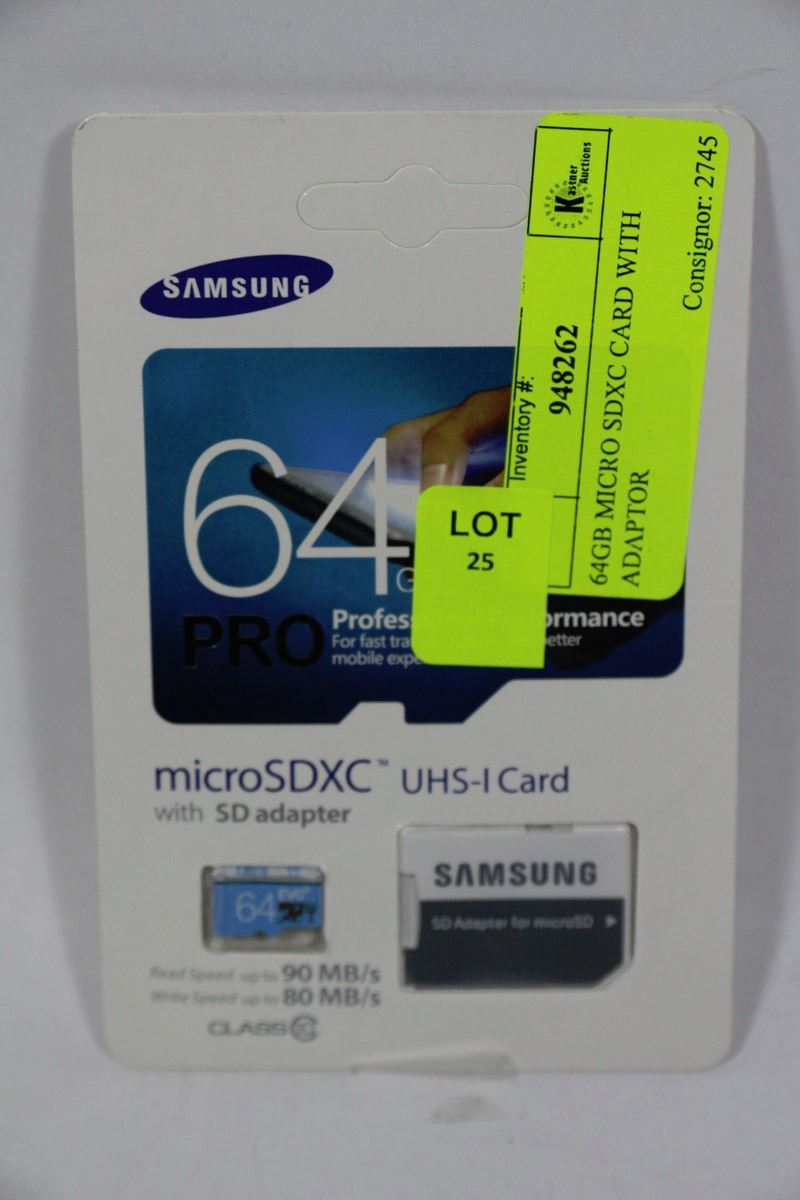 SAMSUNG
Kastner
Auctions
Inventory #:
948262
64GB MICRO SDXC CARD WITH
ADAPTOR
Consignor: 2745
LOT
25
64G
PRO
Profes ormance
For fast tra etter
mobile expe
microSDXC™ UHS-I Card
with SD adapter
SAMSUNG
SD Adapter for microSD
64
Read Speed up to 90 MB/s
Write Speed up to 80 MB/s
CLASS 10